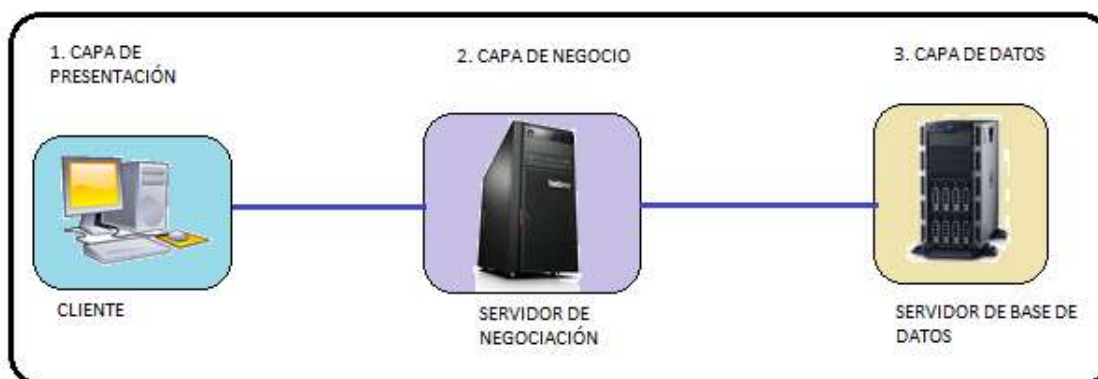 1. CAPA DE
PRESENTACIÓN
2. CAPA DE NEGOCIO
3. CAPA DE DATOS
CLIENTE
SERVIDOR DE
NEGOCIACIÓN
SERVIDOR DE BASE DE
DATOS